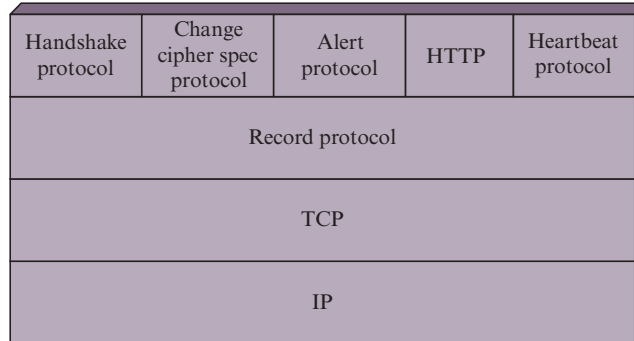 Handshake
protocol
Change
cipher spec
protocol
Alert
protocol
HTTP
Heartbeat
protocol
Record protocol
TCP
IP